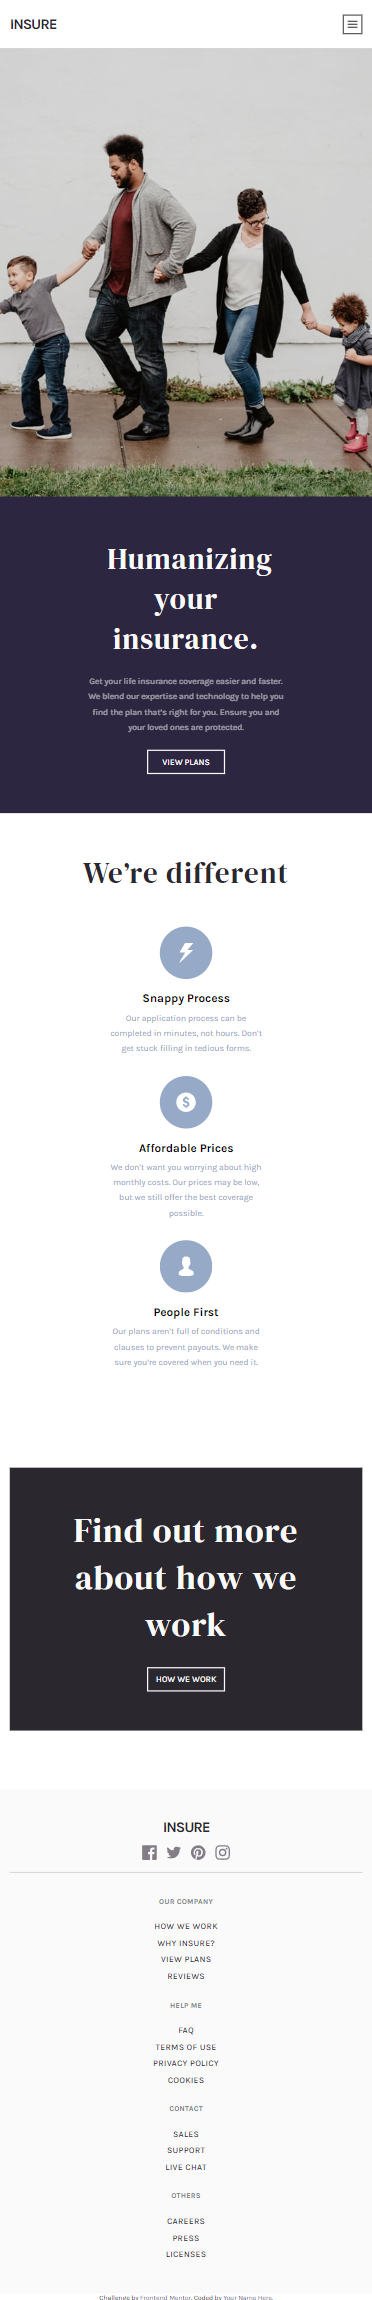 INSURE
Humanizing
your
insurance.
Get your life insurance coverage easier and faster.
We blend our expertise and technology to help you
find the plan that's right for you. Ensure you and
your loved ones are protected.
VIEW PLANS
We're different
Snappy Process
Our application process can be
completed in minutes, not hours. Don't
get stuck filling in tedious forms.
Affordable Prices
We don't want you worrying about high
monthly costs. Our prices may be low,
but we still offer the best coverage
possible.
People First
Our plans aren't full of conditions and
clauses to prevent payouts. We make
sure you're covered when you need it.
Find out more
about how we
work
HOW WE WORK
INSURE
OUR COMPANY
HOW WE WORK
WHY INSURE?
VIEW PLANS
REVIEWS
HELP ME
FAQ
TERMS OF USE
PRIVACY POLICY
COOKIES
CONTACT
SALES
SUPPORT
LIVE CHAT
OTHERS
CAREERS
PRESS
LICENSES
Challenge by Frontend Mentor. Coded by Your Name Here.